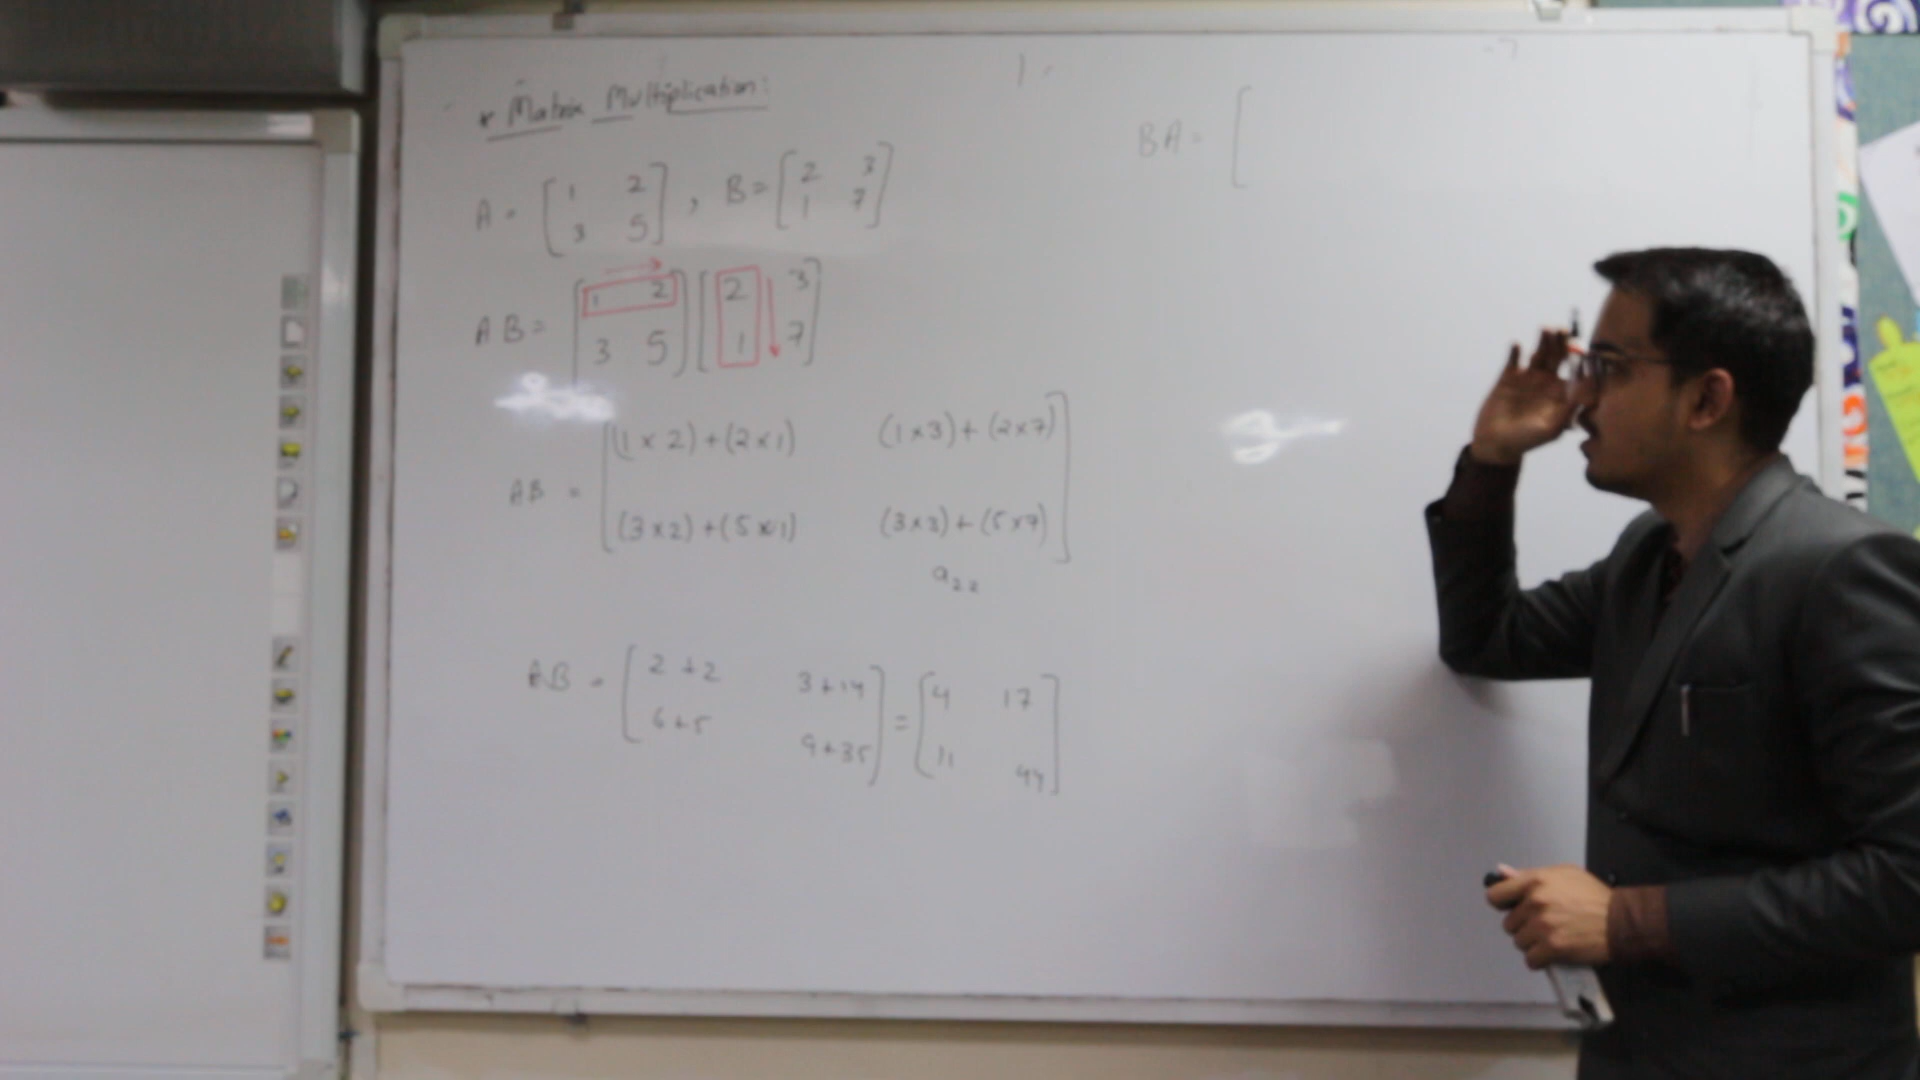 * Matrix Multiplication:
A = [1 2
3 5], B = [2 3
1 7]
AB = [1 2
3 5] [2 3
1 7]
AB = [(1 x 2) + (2 x 1) (1 x 3) + (2 x 7)
(3 x 2) + (5 x 1) (3 x 3) + (5 x 7)]
a22
AB = [2 + 2 3 + 14
6 + 5 9 + 35] = [4 17
11 44]
BA = [